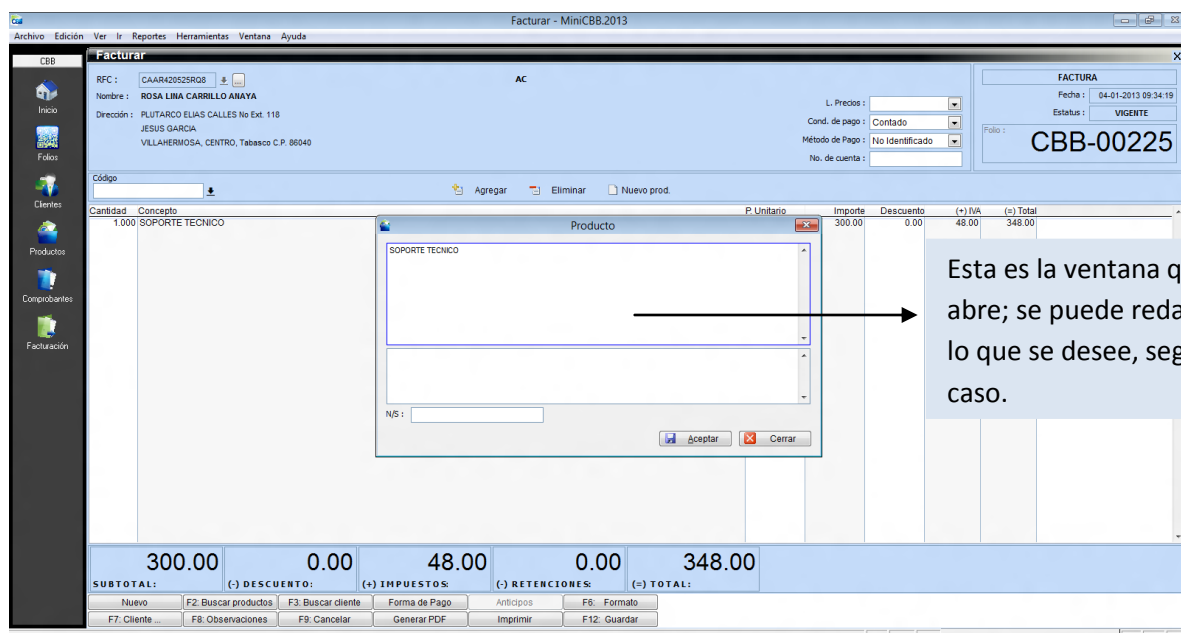 Facturar - MiniCBB.2013
Archivo Edición Ver Ir Reportes Herramientas Ventana Ayuda
CBB
Inicio
Folios
Clientes
Productos
Comprobantes
Facturación
Facturar
RFC : CAAR420525RQ8 ...
AC
Nombre : ROSA LINA CARRILLO ANAYA
Dirección : PLUTARCO ELIAS CALLES No Ext. 118
JESUS GARCIA
VILLAHERMOSA, CENTRO, Tabasco C.P. 86040
L. Precios :
Cond. de pago : Contado
Método de Pago : No Identificado
No. de cuenta :
FACTURA
Fecha : 04-01-2013 09:34:19
Estatus : VIGENTE
Folio :
CBB-00225
Código
Agregar Eliminar Nuevo prod.
Cantidad Concepto P. Unitario Importe Descuento (+) IVA (=) Total
1.000 SOPORTE TECNICO 300.00 0.00 48.00 348.00
Producto
SOPORTE TECNICO
N/S :
Aceptar Cerrar
Esta es la ventana q
abre; se puede reda
lo que se desee, seg
caso.
300.00 0.00 48.00 0.00 348.00
SUBTOTAL: (-) DESCUENTO: (+) IMPUESTOS: (-) RETENCIONES: (=) TOTAL:
Nuevo F2: Buscar productos F3: Buscar cliente Forma de Pago Anticipos F6: Formato
F7: Cliente ... F8: Observaciones F9: Cancelar Generar PDF Imprimir F12: Guardar